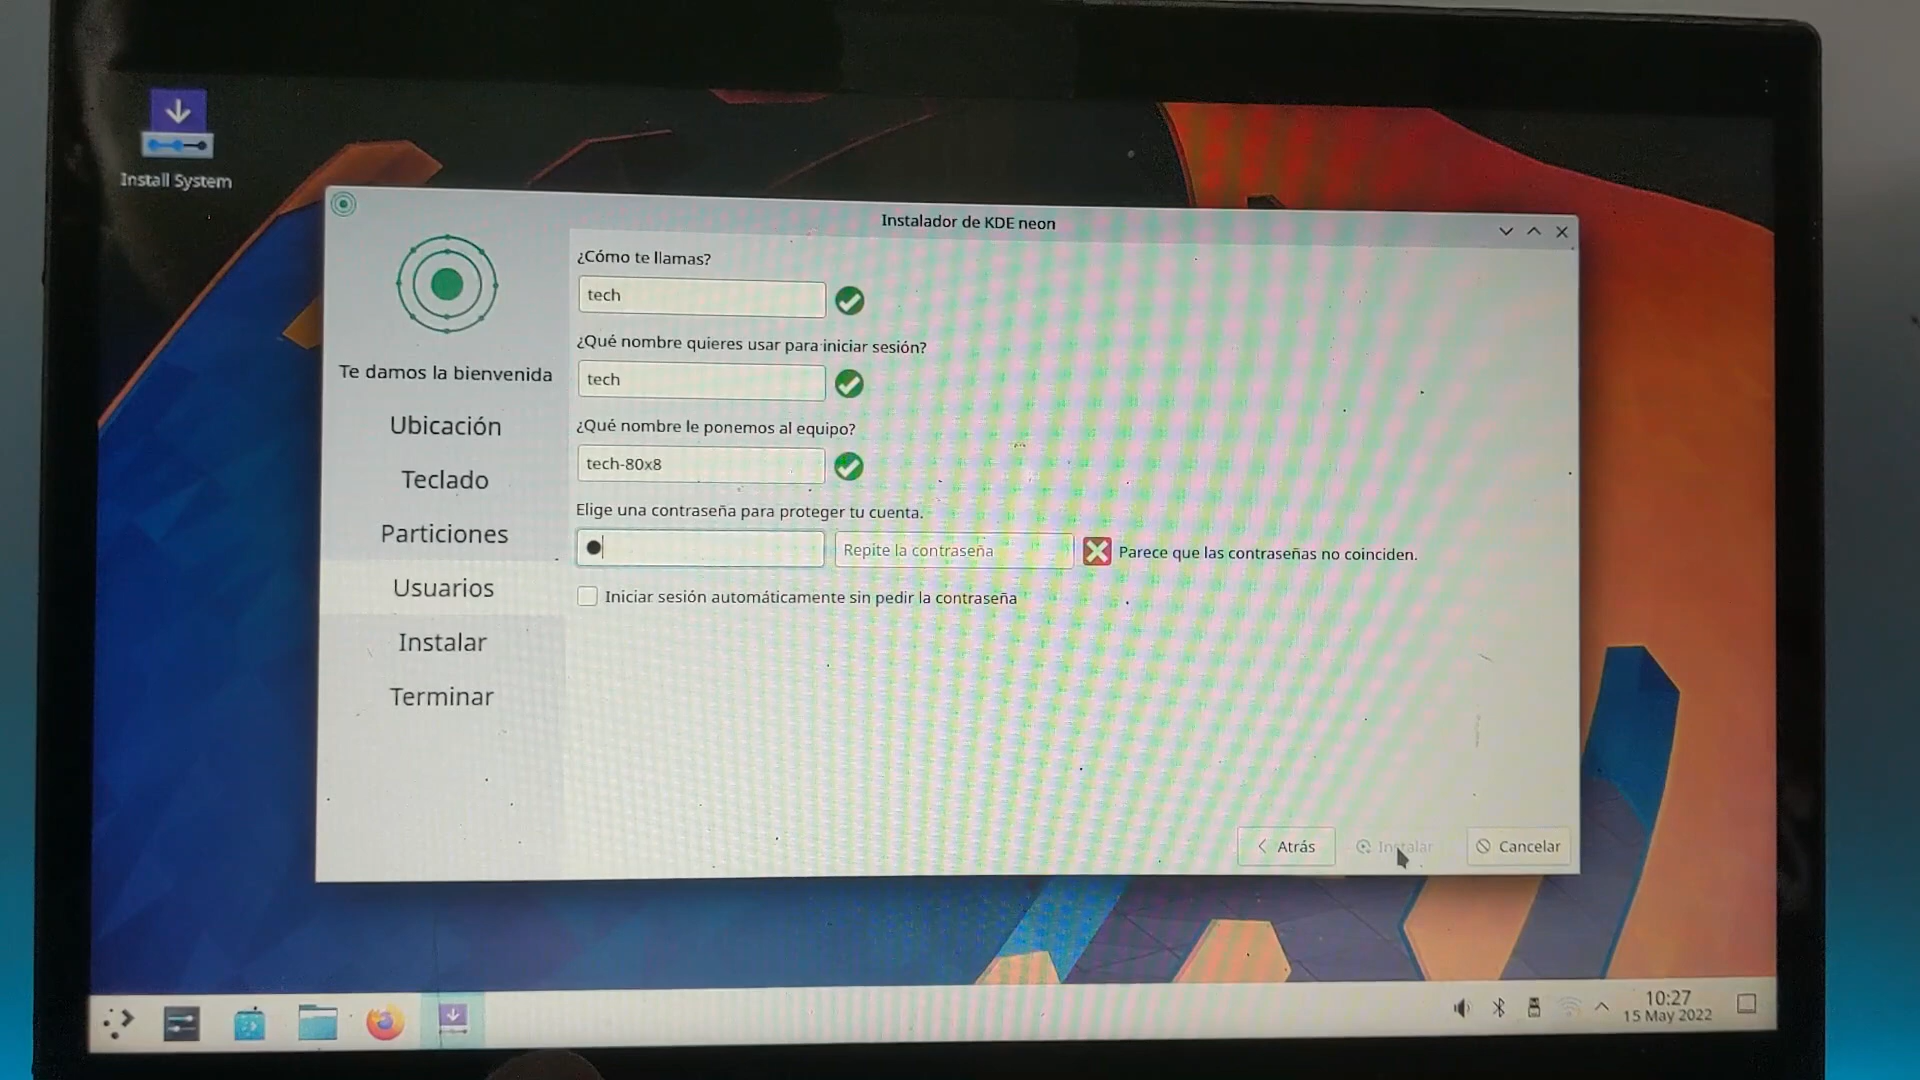 Install System
Instalador de KDE neon
Te damos la bienvenida
Ubicación
Teclado
Particiones
Usuarios
Instalar
Terminar
¿Cómo te llamas?
tech
¿Qué nombre quieres usar para iniciar sesión?
tech
¿Qué nombre le ponemos al equipo?
tech-80x8
Elige una contraseña para proteger tu cuenta.
Repite la contraseña
Parece que las contraseñas no coinciden.
Iniciar sesión automáticamente sin pedir la contraseña
Atrás
Instalar
Cancelar
10:27
15 May 2022